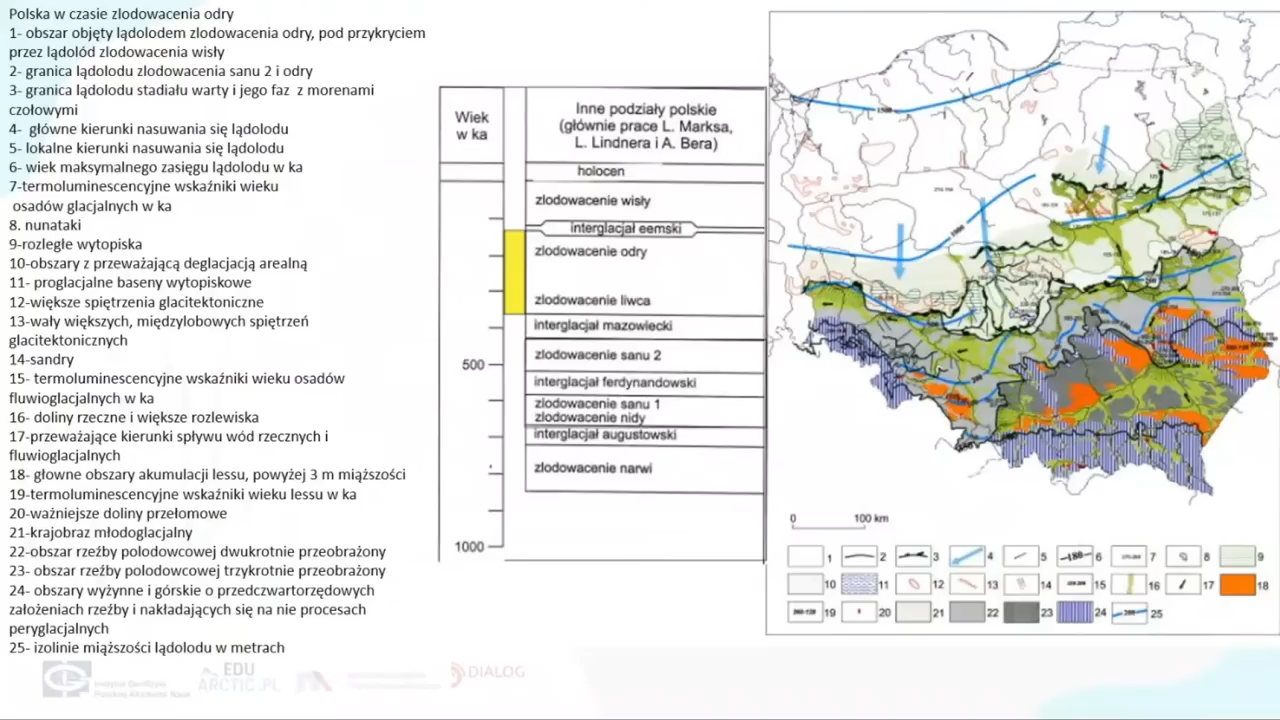 Polska w czasie zlodowacenia odry
1- obszar objęty lądolodem zlodowacenia odry, pod przykryciem
przez lądolód zlodowacenia wisły
2- granica lądolodu zlodowacenia sanu 2 i odry
3- granica lądolodu stadiału warty i jego faz z morenami
czołowymi
4- główne kierunki nasuwania się lądolodu
5- lokalne kierunki nasuwania się lądolodu
6- wiek maksymalnego zasięgu lądolodu w ka
7-termoluminescencyjne wskaźniki wieku
osadów glacjalnych w ka
8. nunataki
9-rozległe wytopiska
10-obszary z przeważającą deglacjacją arealną
11- proglacjalne baseny wytopiskowe
12-większe spiętrzenia glacitektoniczne
13-wały większych, międzylobowych spiętrzeń
glacitektonicznych
14-sandry
15- termoluminescencyjne wskaźniki wieku osadów
fluwioglacjalnych w ka
16- doliny rzeczne i większe rozlewiska
17-przeważające kierunki spływu wód rzecznych i
fluwioglacjalnych
18- głowne obszary akumulacji lessu, powyżej 3 m miąższości
19-termoluminescencyjne wskaźniki wieku lessu w ka
20-ważniejsze doliny przełomowe
21-krajobraz młodoglacjalny
22-obszar rzeźby polodowcowej dwukrotnie przeobrażony
23- obszar rzeźby polodowcowej trzykrotnie przeobrażony
24- obszary wyżynne i górskie o przedczwartorzędowych
założeniach rzeźby i nakładających się na nie procesach
peryglacjalnych
25- izolinie miąższości lądolodu w metrach
Wiek
w ka
500
1000
Inne podziały polskie
(głównie prace L. Marksa,
L. Lindnera i A. Bera)
holocen
zlodowacenie wisły
interglacjał eemski
zlodowacenie odry
zlodowacenie liwca
interglacjał mazowiecki
zlodowacenie sanu 2
interglacjał ferdynandowski
zlodowacenie sanu 1
zlodowacenie nidy
interglacjał augustowski
zlodowacenie narwi
1500
1000
0 100 km
1 2 3 4 5 180 6 7 8 9
10 11 12 13 14 15 16 17 18
19 20 21 22 23 24 200 25
IG
Instytut Geofizyki
Polskiej Akademii Nauk
EDU
ARCTIC.PL
DIALOG